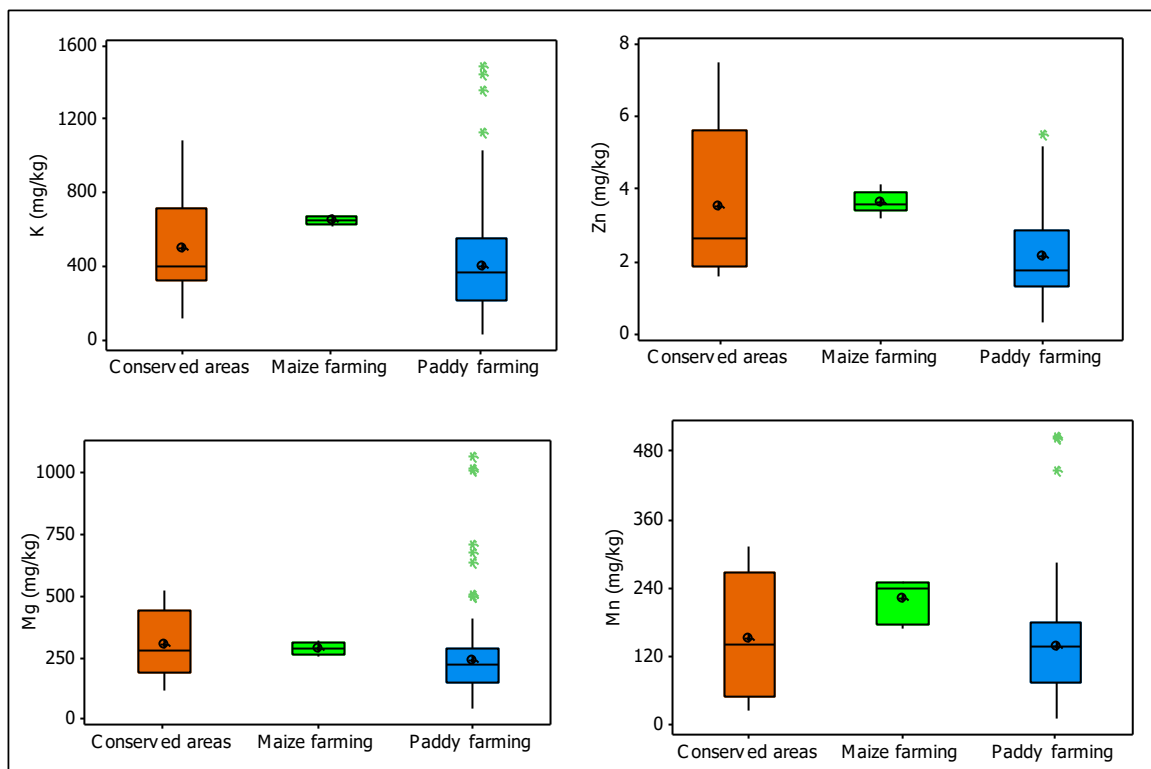 K (mg/kg)
1600
1200
800
400
0
Conserved areas Maize farming Paddy farming
Zn (mg/kg)
8
6
4
2
0
Conserved areas Maize farming Paddy farming
Mg (mg/kg)
1000
750
500
250
0
Conserved areas Maize farming Paddy farming
Mn (mg/kg)
480
360
240
120
0
Conserved areas Maize farming Paddy farming